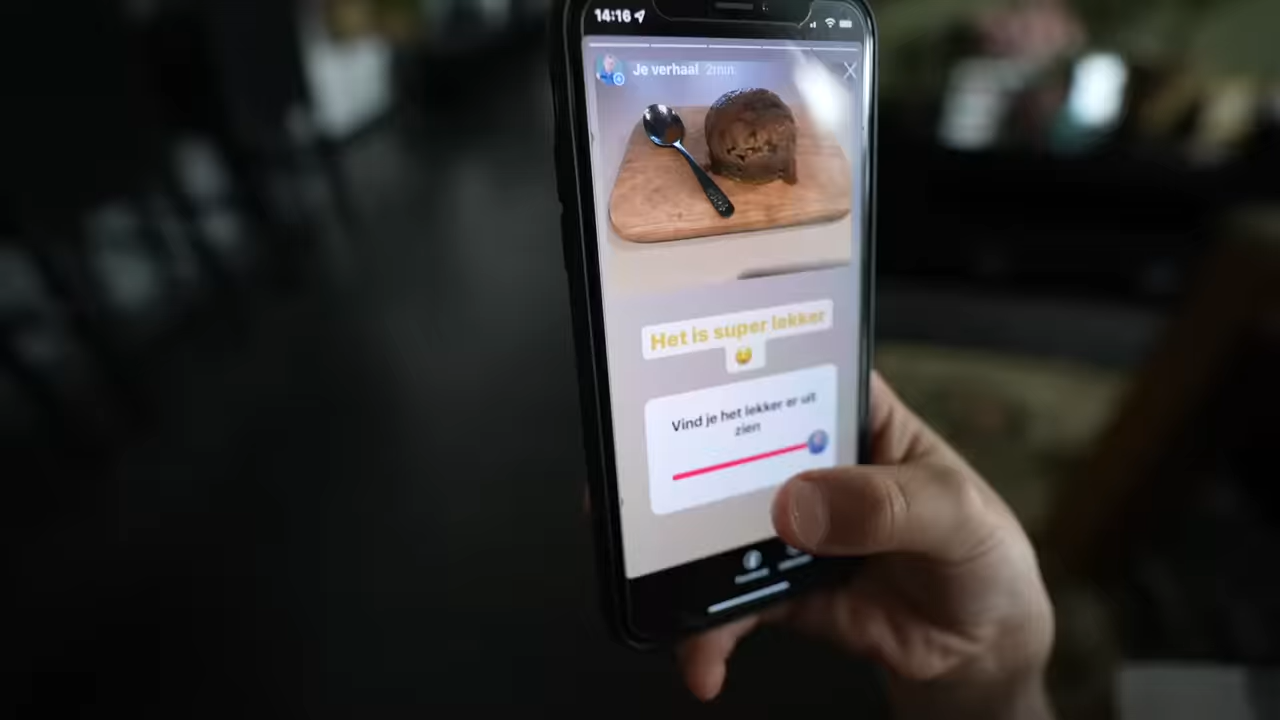 14:16
Je verhaal 2min.
Het is super lekker
Vind je het lekker er uit
zien